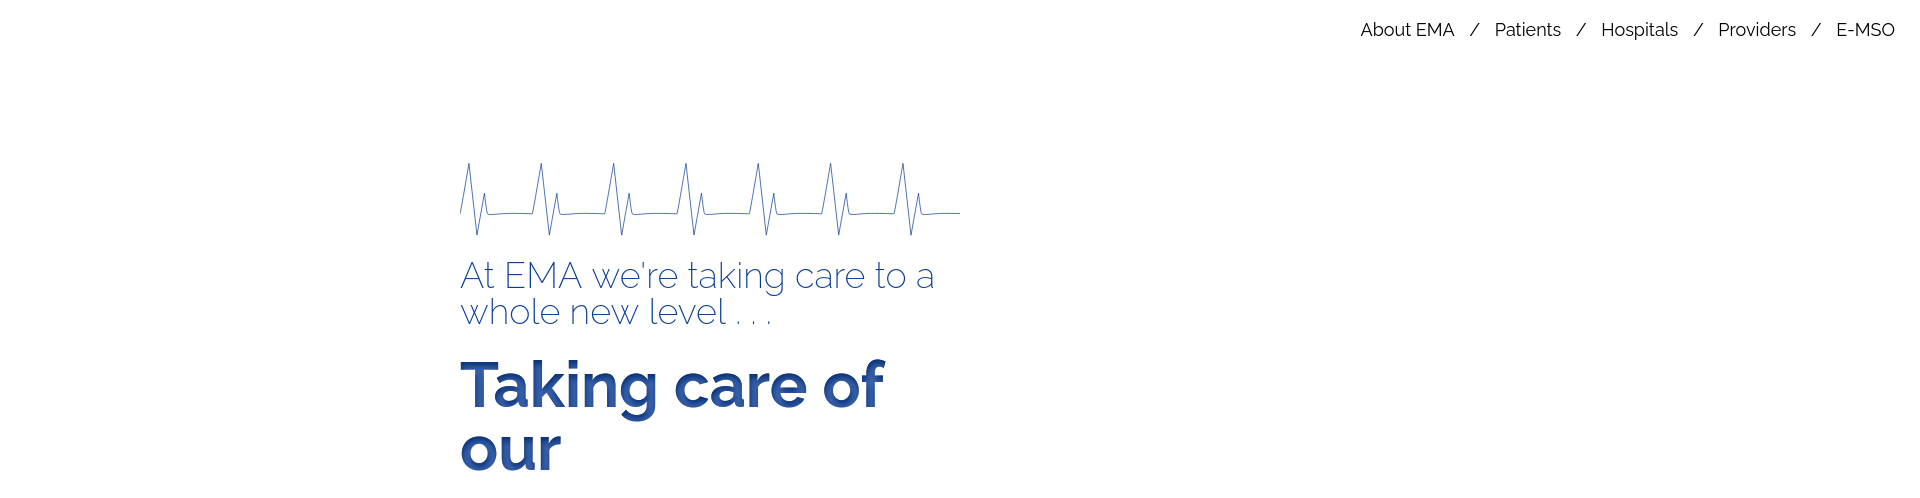 About EMA / Patients / Hospitals / Providers / E-MSO
At EMA we're taking care to a
whole new level . . .
Taking care of
our